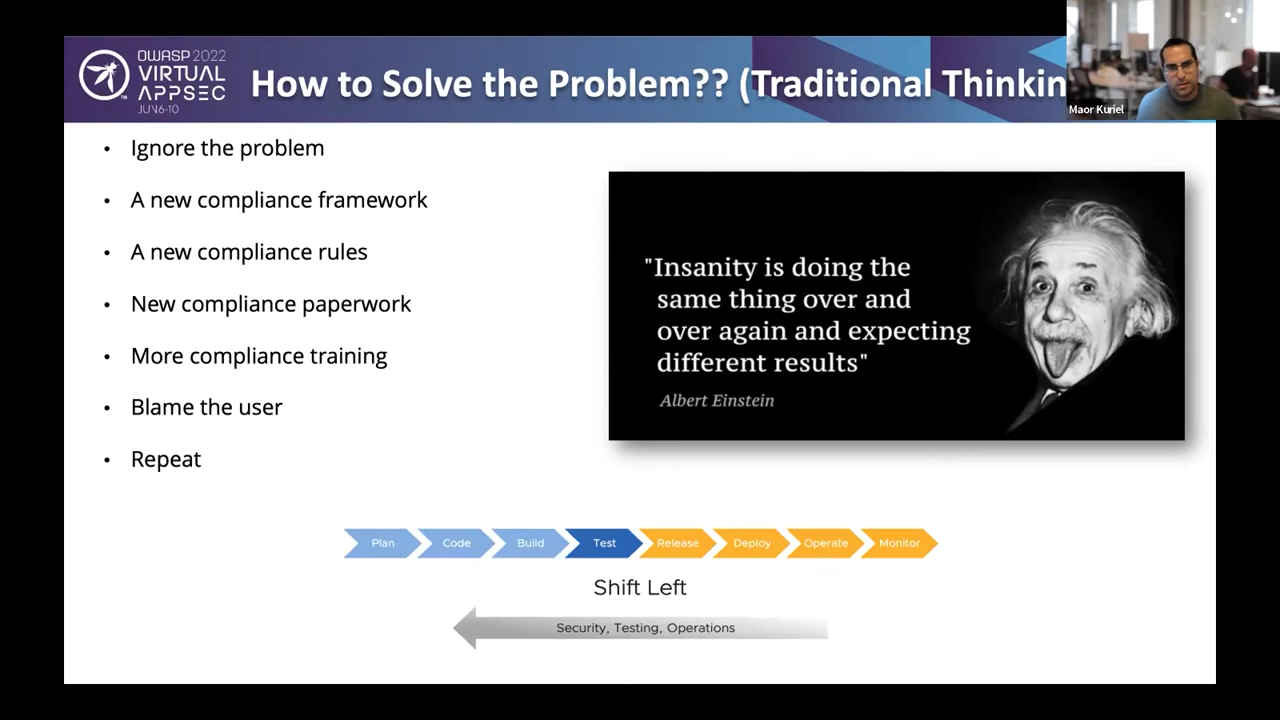 OWASP 2022
VIRTUAL
APPSEC
JUN 6-10
How to Solve the Problem?? (Traditional Thinkin
Maor Kuriel
• Ignore the problem
• A new compliance framework
• A new compliance rules
• New compliance paperwork
• More compliance training
• Blame the user
• Repeat
"Insanity is doing the
same thing over and
over again and expecting
different results"
Albert Einstein
Plan Code Build Test Release Deploy Operate Monitor
Shift Left
Security, Testing, Operations